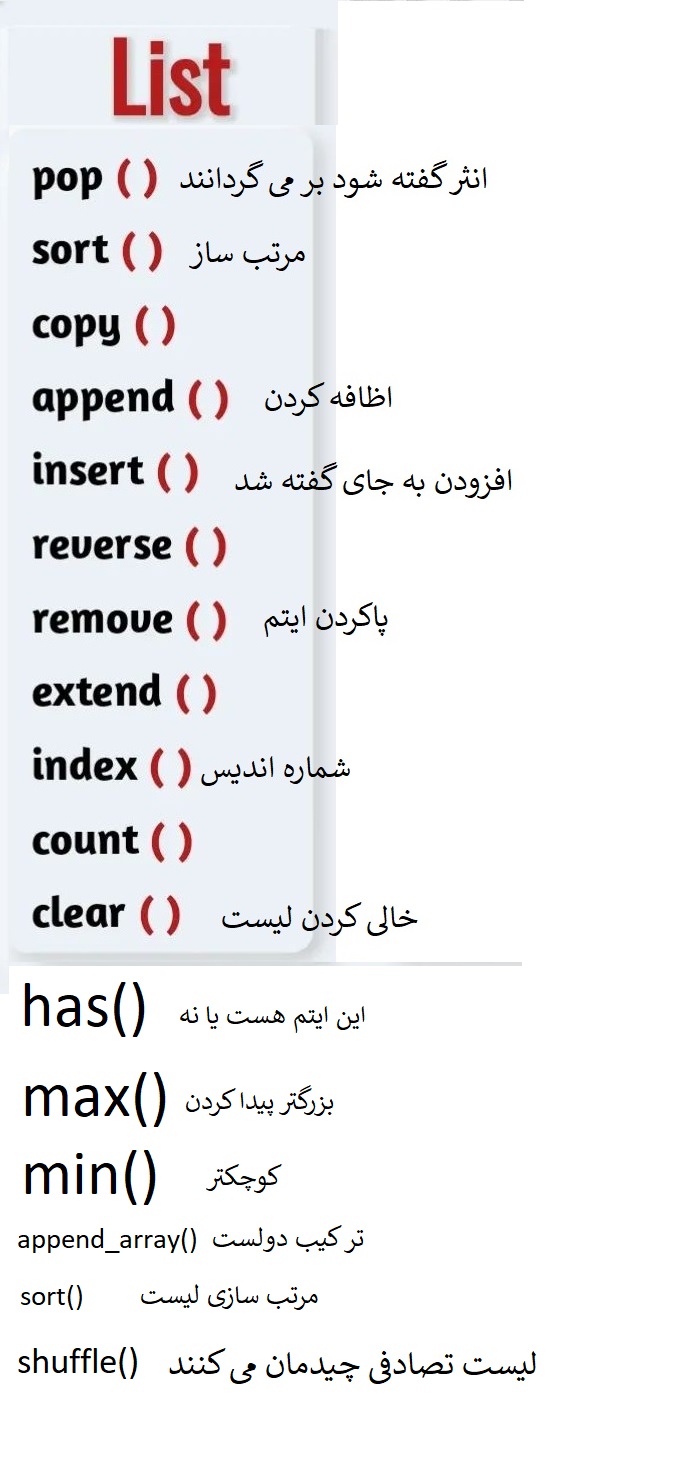 List
pop ( ) انثر گفته شود بر می گردانند
sort ( ) مرتب ساز
copy ( )
append ( ) اظافه کردن
insert ( ) افزودن به جای گفته شد
reverse ( )
remove ( ) پاکردن ایتم
extend ( )
index ( ) شماره اندیس
count ( )
clear ( ) خالی کردن لیست
has() این ایتم هست یا نه
max() بزرگتر پیدا کردن
min() کوچکتر
append_array() تر کیب دولست
sort() مرتب سازی لیست
shuffle() لیست تصادفی چیدمان می کنند